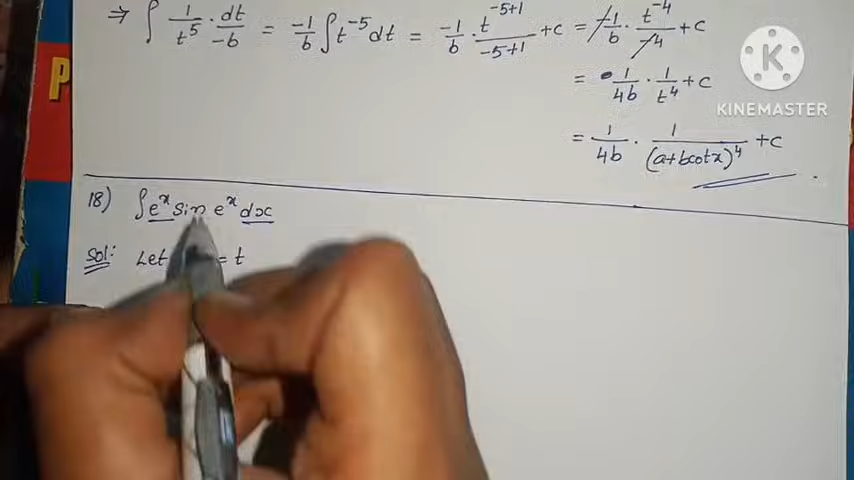 ⇒ ∫ 1/t⁵ · dt/-b = -1/b ∫ t⁻⁵ dt = -1/b · t⁻⁵⁺¹/-5+1 + c = -1/b · t⁻⁴/-4 + c
= 1/4b · 1/t⁴ + c
= 1/4b · 1/(a+bcotx)⁴ + c
18) ∫ eˣ sin eˣ dx
Sol: Let = t
P
K
KINEMASTER